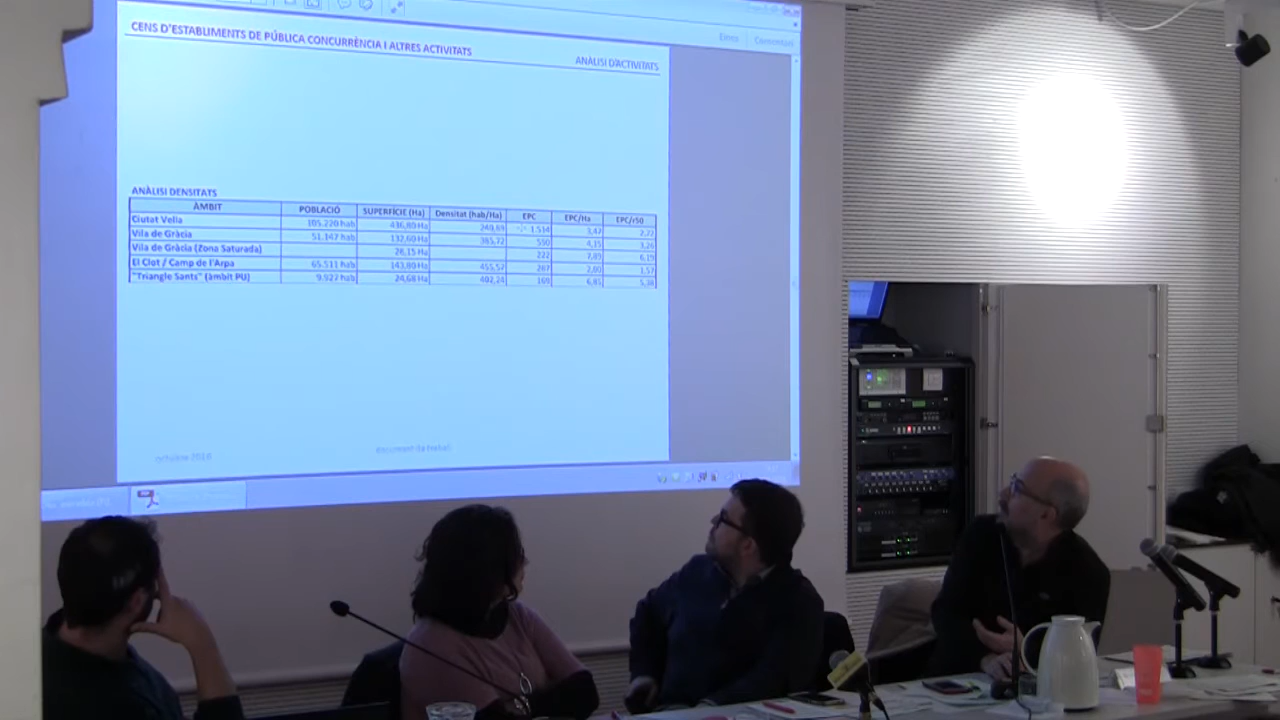 CENS D'ESTABLIMENTS DE PÚBLICA CONCURRÈNCIA I ALTRES ACTIVITATS
ANÀLISI D'ACTIVITATS
ANÀLISI DENSITATS
ÀMBIT POBLACIÓ SUPERFÍCIE (Ha) Densitat (hab/Ha) EPC EPC/Ha EPC/r50
Ciutat Vella 105.220 hab 436,80 Ha 240,89 +/- 1.514 3,47 2,72
Vila de Gràcia 51.147 hab 132,60 Ha 385,72 550 4,15 3,26
Vila de Gràcia (Zona Saturada) 28,15 Ha 222 7,89 6,19
El Clot / Camp de l'Arpa 65.511 hab 143,80 Ha 455,57 287 2,00 1,57
"Triangle Sants" (àmbit PU) 9.927 hab 24,68 Ha 402,24 169 6,85 5,38